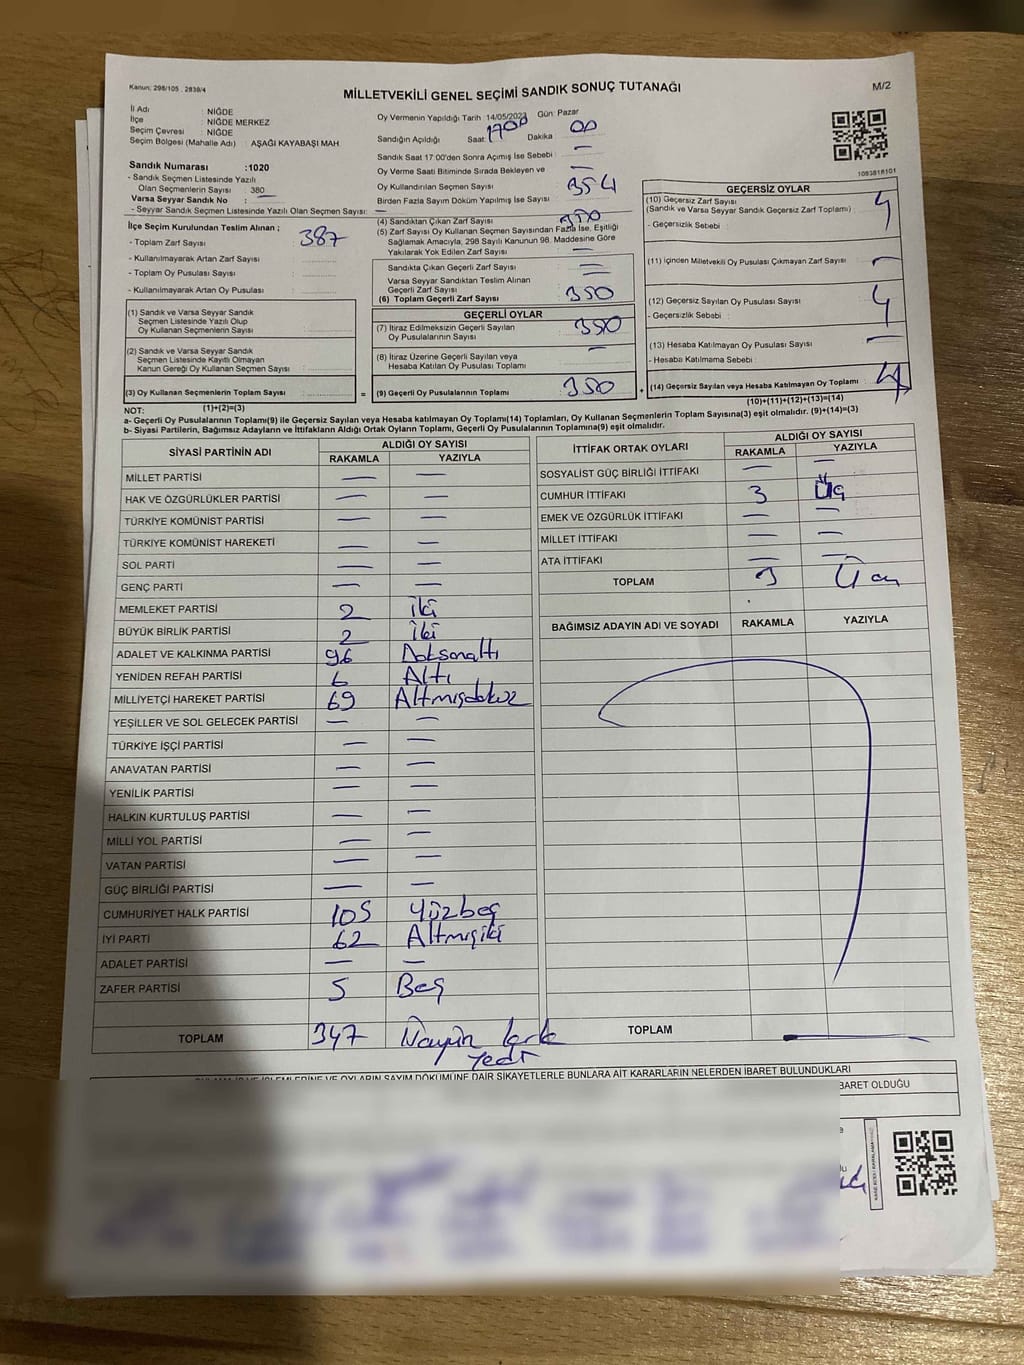 Kanun: 298/105 , 2839/4
MİLLETVEKİLİ GENEL SEÇİMİ SANDIK SONUÇ TUTANAĞI
M/2
İl Adı : NİĞDE
İlçe : NİĞDE MERKEZ
Seçim Çevresi : NİĞDE
Seçim Bölgesi (Mahalle Adı) : AŞAĞI KAYABAŞI MAH
Sandık Numarası :1020
- Sandık Seçmen Listesinde Yazılı
Olan Seçmenlerin Sayısı : 380
Varsa Seyyar Sandık No : —
- Seyyar Sandık Seçmen Listesinde Yazılı Olan Seçmen Sayısı: —
İlçe Seçim Kurulundan Teslim Alınan ;
- Toplam Zarf Sayısı : 387
- Kullanılmayarak Artan Zarf Sayısı :
- Toplam Oy Pusulası Sayısı :
- Kullanılmayarak Artan Oy Pusulası :
(1) Sandık ve Varsa Seyyar Sandık
Seçmen Listesinde Yazılı Olup
Oy Kullanan Seçmenlerin Sayısı :
(2) Sandık ve Varsa Seyyar Sandık
Seçmen Listesinde Kayıtlı Olmayan
Kanun Gereği Oy Kullanan Seçmen Sayısı :
(3) Oy Kullanan Seçmenlerin Toplam Sayısı :
(1)+(2)=(3)
Oy Vermenin Yapıldığı Tarih 14/05/2023 Gün: Pazar
Sandığın Açıldığı Saat: 1700 Dakika : 00
Sandık Saat 17 00'den Sonra Açımış İse Sebebi : —
Oy Verme Saati Bitiminde Sırada Bekleyen ve
Oy Kullandırılan Seçmen Sayısı : —
Birden Fazla Sayım Döküm Yapılmış İse Sayısı : 354
(4) Sandıktan Çıkan Zarf Sayısı : 350
(5) Zarf Sayısı Oy Kullanan Seçmen Sayısından Fazla İse, Eşitliği
Sağlamak Amacıyla, 298 Sayılı Kanunun 98. Maddesine Göre
Yakılarak Yok Edilen Zarf Sayısı : —
Sandıkta Çıkan Geçerli Zarf Sayısı : —
Varsa Seyyar Sandıktan Teslim Alınan
Geçerli Zarf Sayısı : —
(6) Toplam Geçerli Zarf Sayısı : 350
GEÇERLİ OYLAR
(7) İtiraz Edilmeksizin Geçerli Sayılan
Oy Pusulalarının Sayısı : 350
(8) İtiraz Üzerine Geçerli Sayılan veya
Hesaba Katılan Oy Pusulaları Toplamı : —
= (9) Geçerli Oy Pusulalarının Toplamı : 350
1093818101
GEÇERSİZ OYLAR
(10) Geçersiz Zarf Sayısı
(Sandık ve Varsa Seyyar Sandık Geçersiz Zarf Toplamı) : 4
- Geçersizlik Sebebi :
(11) İçinden Milletvekili Oy Pusulası Çıkmayan Zarf Sayısı : —
(12) Geçersiz Sayılan Oy Pusulası Sayısı : 4
- Geçersizlik Sebebi :
(13) Hesaba Katılmayan Oy Pusulası Sayısı : —
- Hesaba Katılmama Sebebi :
+ (14) Geçersiz Sayılan veya Hesaba Katılmayan Oy Toplamı : 4
(10)+(11)+(12)+(13)=(14)
NOT:
a- Geçerli Oy Pusulalarının Toplamı(9) ile Geçersiz Sayılan veya Hesaba katılmayan Oy Toplamı(14) Toplamları, Oy Kullanan Seçmenlerin Toplam Sayısına(3) eşit olmalıdır. (9)+(14)=(3)
b- Siyasi Partilerin, Bağımsız Adayların ve İttifakların Aldığı Ortak Oyların Toplamı, Geçerli Oy Pusulalarının Toplamına(9) eşit olmalıdır.
SİYASİ PARTİNİN ADI ALDIĞI OY SAYISI
RAKAMLA YAZIYLA
MİLLET PARTİSİ — —
HAK VE ÖZGÜRLÜKLER PARTİSİ — —
TÜRKİYE KOMÜNİST PARTİSİ — —
TÜRKİYE KOMÜNİST HAREKETİ — —
SOL PARTİ — —
GENÇ PARTİ — —
MEMLEKET PARTİSİ 2 İki
BÜYÜK BİRLİK PARTİSİ 2 İki
ADALET VE KALKINMA PARTİSİ 96 Doksanaltı
YENİDEN REFAH PARTİSİ 6 Altı
MİLLİYETÇİ HAREKET PARTİSİ 69 Altmışdokuz
YEŞİLLER VE SOL GELECEK PARTİSİ — —
TÜRKİYE İŞÇİ PARTİSİ — —
ANAVATAN PARTİSİ — —
YENİLİK PARTİSİ — —
HALKIN KURTULUŞ PARTİSİ — —
MİLLİ YOL PARTİSİ — —
VATAN PARTİSİ — —
GÜÇ BİRLİĞİ PARTİSİ — —
CUMHURİYET HALK PARTİSİ 105 Yüzbeş
İYİ PARTİ 62 Altmışiki
ADALET PARTİSİ — —
ZAFER PARTİSİ 5 Beş
TOPLAM 347
yedi
İTTİFAK ORTAK OYLARI ALDIĞI OY SAYISI
RAKAMLA YAZIYLA
SOSYALİST GÜÇ BİRLİĞİ İTTİFAKI — —
CUMHUR İTTİFAKI 3 Üç
EMEK VE ÖZGÜRLÜK İTTİFAKI — —
MİLLET İTTİFAKI — —
ATA İTTİFAKI — —
TOPLAM 3
BAĞIMSIZ ADAYIN ADI VE SOYADI RAKAMLA YAZIYLA
TOPLAM —
DÖKÜMÜNE DAİR ŞİKAYETLERLE BUNLARA AİT KARARLARIN NELERDEN İBARET BULUNDUKLARI
BARET OLDUĞU